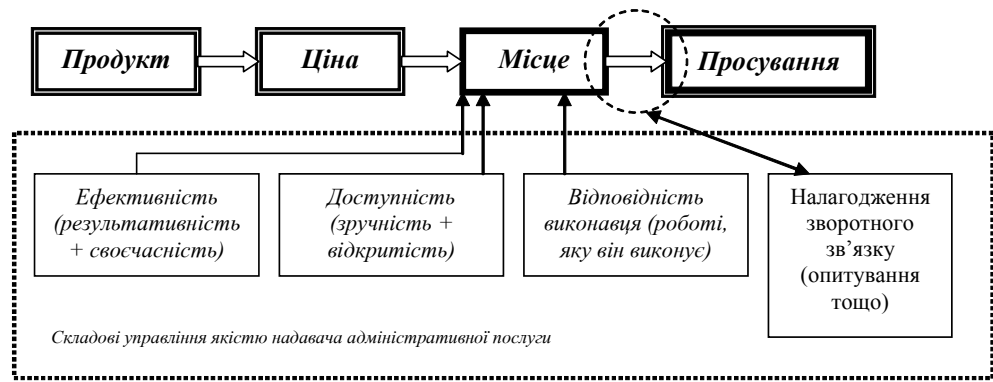 Продукт
Ціна
Місце
Просування
Ефективність
(результативність
+ своєчасність)
Доступність
(зручність +
відкритість)
Відповідність
виконавця (роботі,
яку він виконує)
Налагодження
зворотного
зв’язку
(опитування
тощо)
Складові управління якістю надавача адміністративної послуги